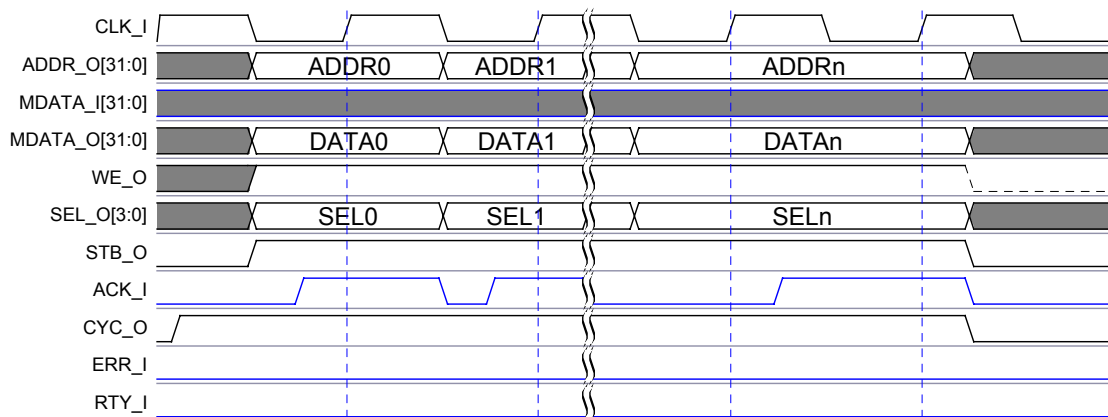 CLK_I
ADDR_O[31:0] ADDR0 ADDR1 ADDRn
MDATA_I[31:0]
MDATA_O[31:0] DATA0 DATA1 DATAn
WE_O
SEL_O[3:0] SEL0 SEL1 SELn
STB_O
ACK_I
CYC_O
ERR_I
RTY_I